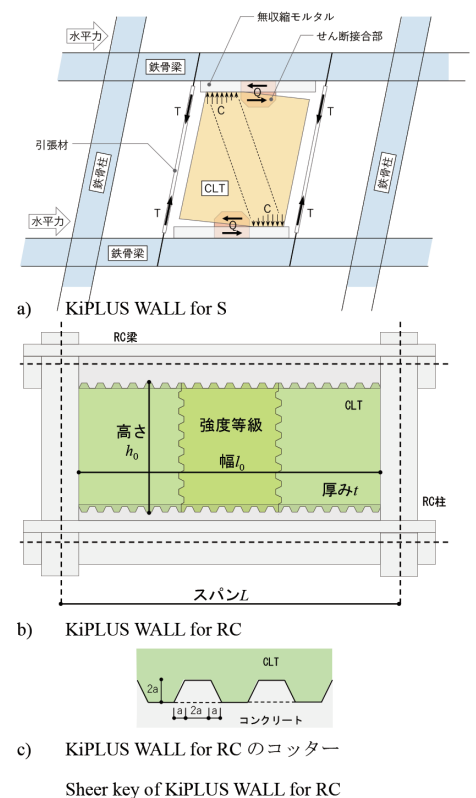 無収縮モルタル
せん断接合部
水平力
鉄骨梁
Q
T
C
T
引張材
鉄骨柱
CLT
鉄骨柱
水平力
T
C
T
Q
鉄骨梁
a) KiPLUS WALL for S
RC梁
CLT
高さ
h₀
強度等級
幅l₀
厚みt
RC柱
スパンL
b) KiPLUS WALL for RC
CLT
2a
a 2a a
コンクリート
c) KiPLUS WALL for RC のコッター
Sheer key of KiPLUS WALL for RC